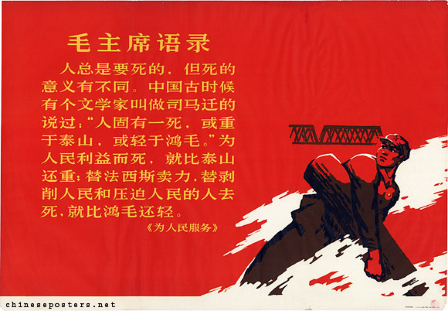 毛主席语录
人总是要死的，但死的
意义有不同。中国古时候
有个文学家叫做司马迁的
说过：“人固有一死，或重
于泰山，或轻于鸿毛。”为
人民利益而死，就比泰山
还重；替法西斯卖力，替剥
削人民和压迫人民的人去
死，就比鸿毛还轻。
《为人民服务》
chineseposters.net